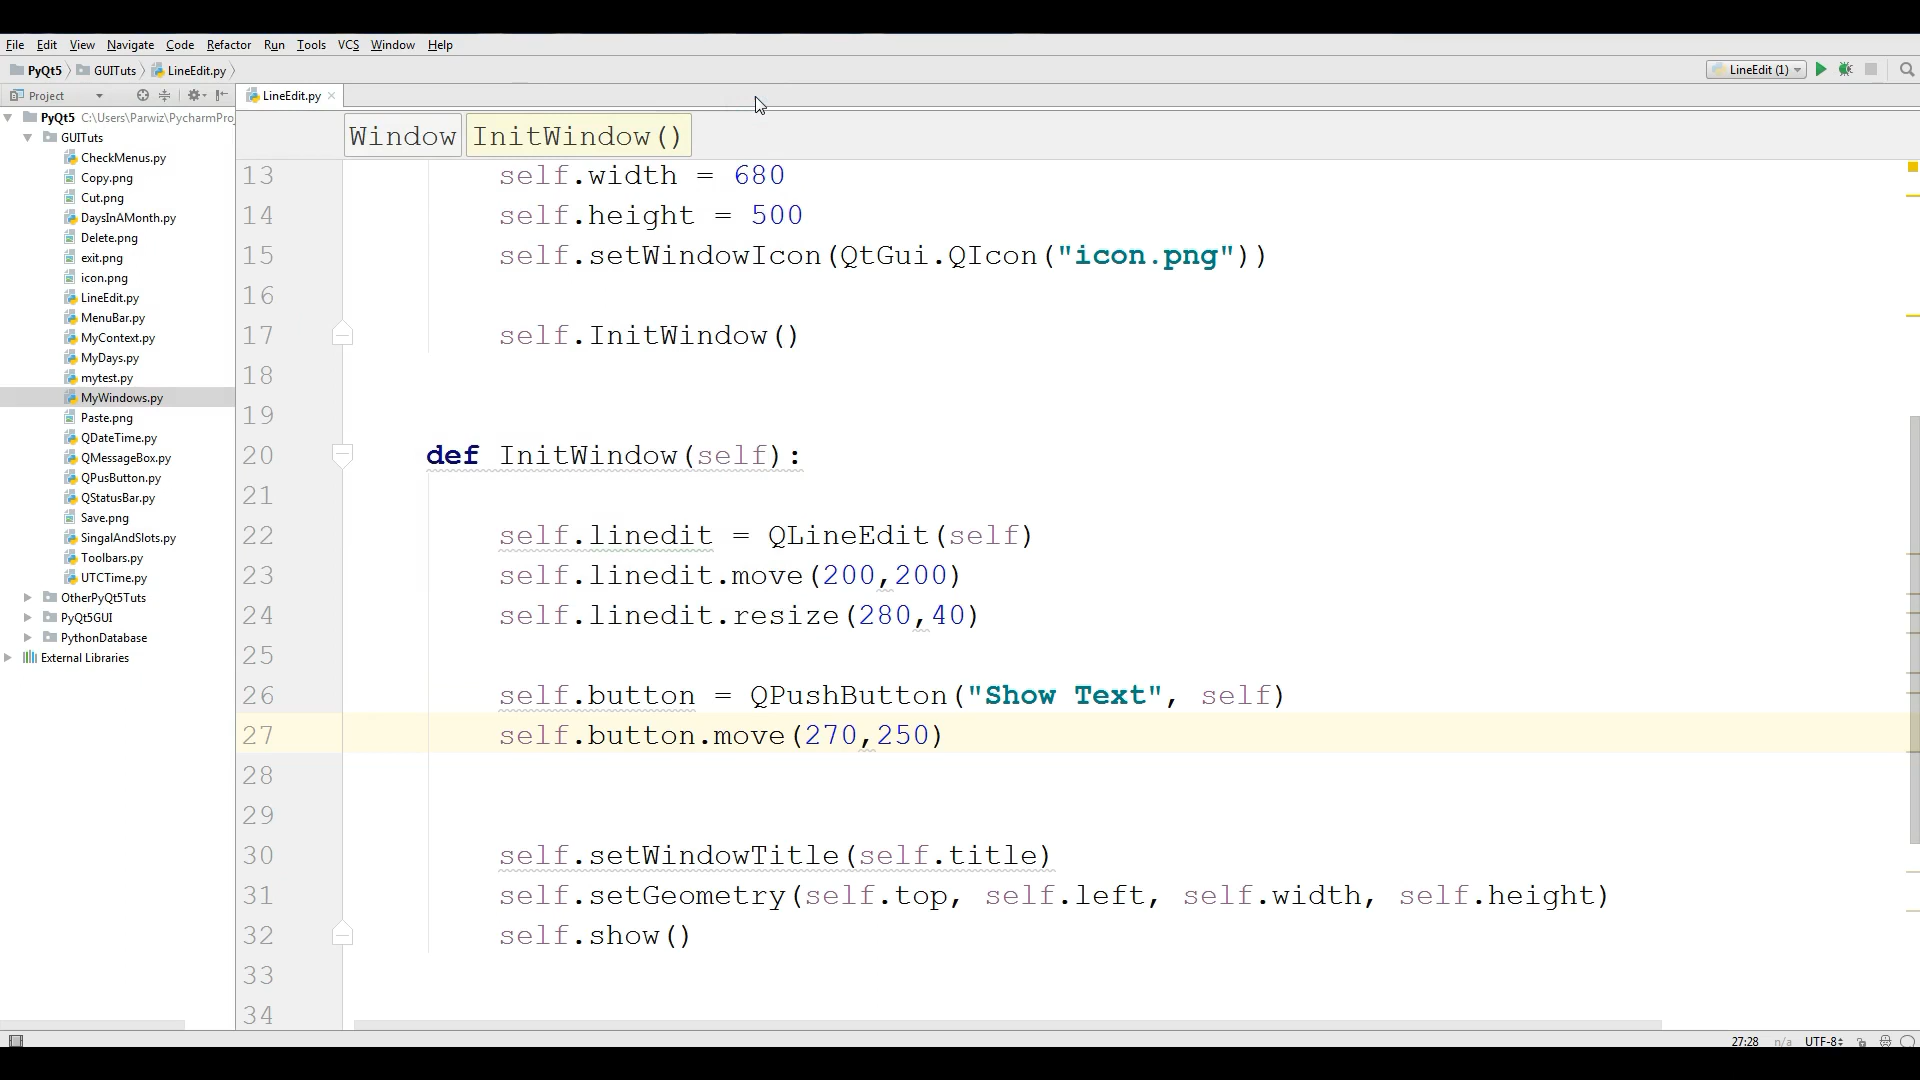 File Edit View Navigate Code Refactor Run Tools VCS Window Help
PyQt5 GUITuts LineEdit.py
LineEdit (1)
Project
LineEdit.py
PyQt5 C:\Users\Parwiz\PycharmProj
GUITuts
CheckMenus.py
Copy.png
Cut.png
DaysInAMonth.py
Delete.png
exit.png
icon.png
LineEdit.py
MenuBar.py
MyContext.py
MyDays.py
mytest.py
MyWindows.py
Paste.png
QDateTime.py
QMessageBox.py
QPusButton.py
QStatusBar.py
Save.png
SingalAndSlots.py
Toolbars.py
UTCTime.py
OtherPyQt5Tuts
PyQt5GUI
PythonDatabase
External Libraries
Window InitWindow()
13 self.width = 680
14 self.height = 500
15 self.setWindowIcon(QtGui.QIcon("icon.png"))
16
17 self.InitWindow()
18
19
20 def InitWindow(self):
21
22 self.linedit = QLineEdit(self)
23 self.linedit.move(200,200)
24 self.linedit.resize(280,40)
25
26 self.button = QPushButton("Show Text", self)
27 self.button.move(270,250)
28
29
30 self.setWindowTitle(self.title)
31 self.setGeometry(self.top, self.left, self.width, self.height)
32 self.show()
33
34
27:28 n/a UTF-8